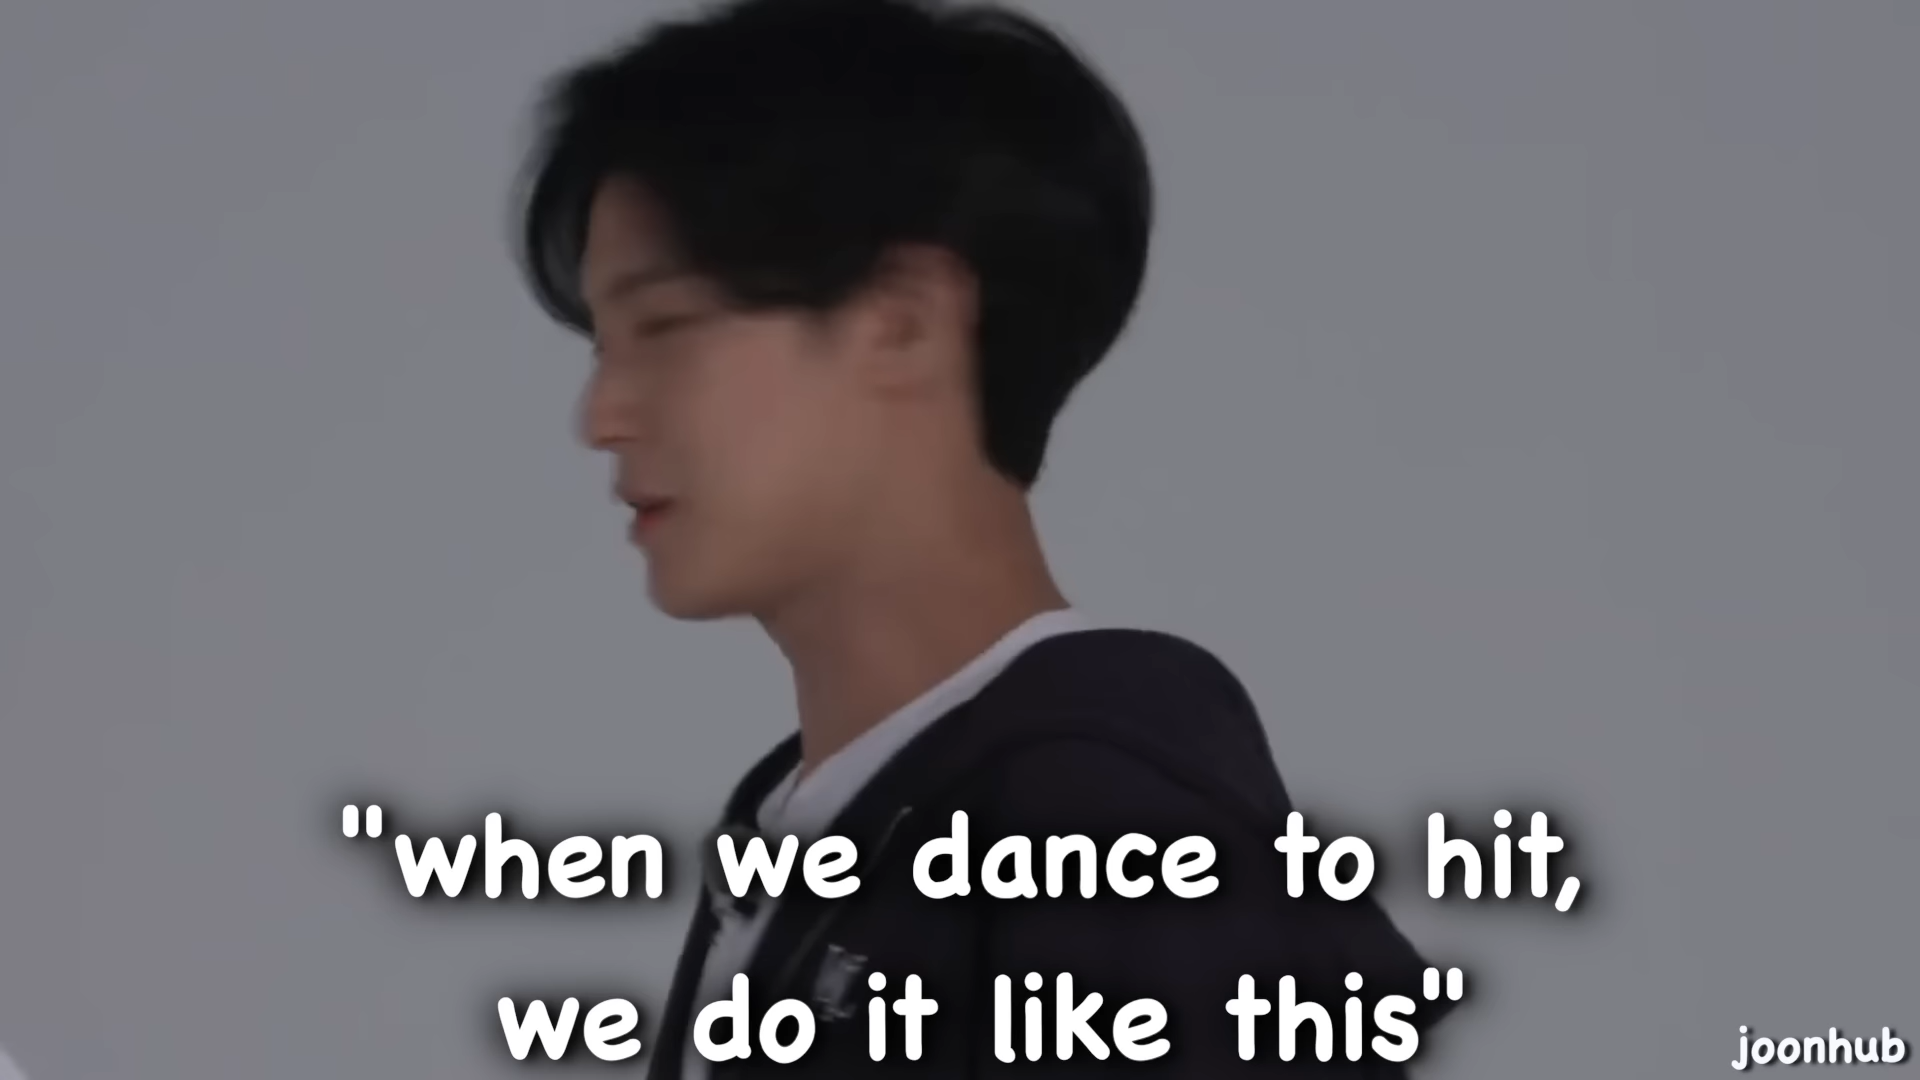 "when we dance to hit,
we do it like this"
joonhub